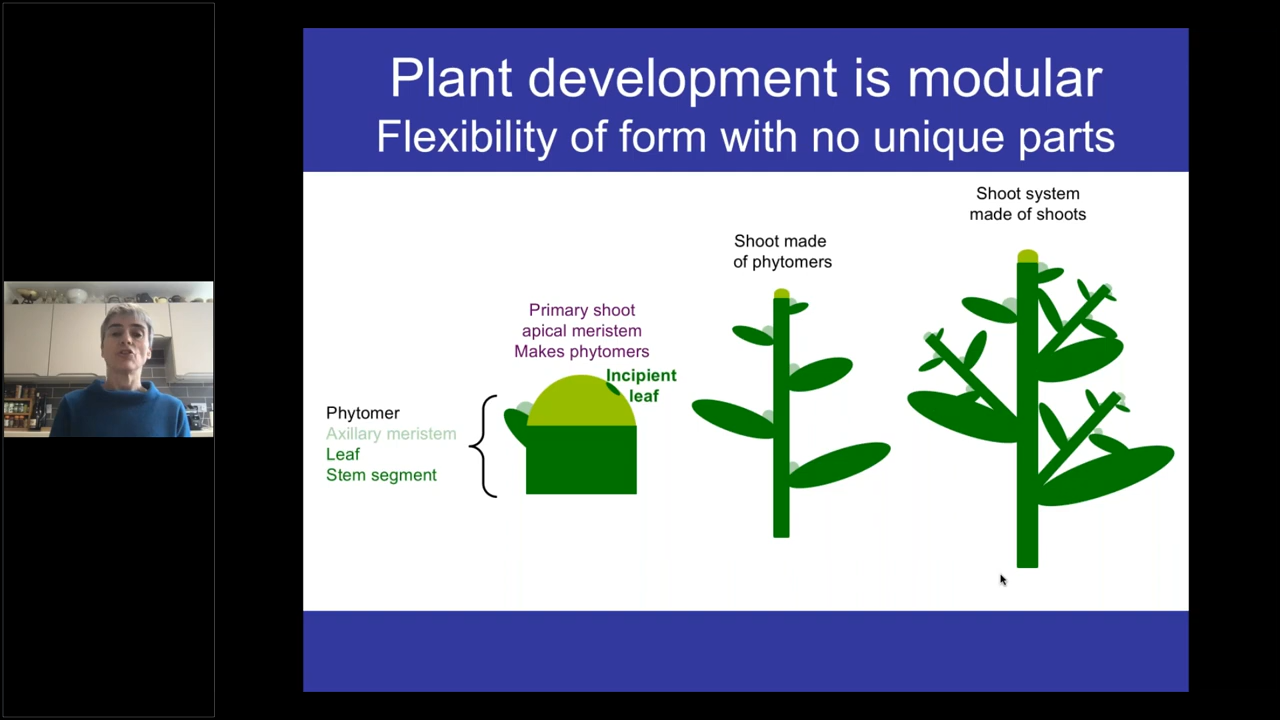 Plant development is modular
Flexibility of form with no unique parts
Shoot system
made of shoots
Shoot made
of phytomers
Primary shoot
apical meristem
Makes phytomers
Incipient
leaf
Phytomer
Axillary meristem
Leaf
Stem segment